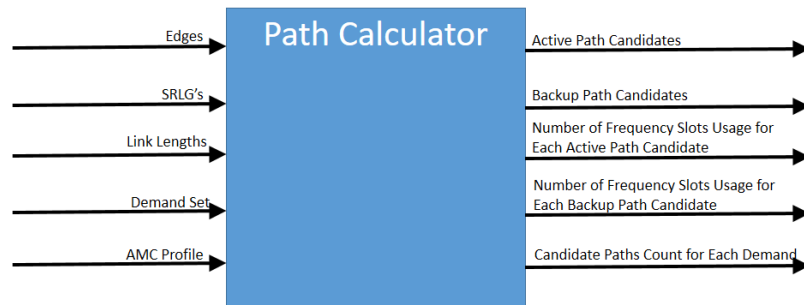 Path Calculator
Edges
SRLG's
Link Lengths
Demand Set
AMC Profile
Active Path Candidates
Backup Path Candidates
Number of Frequency Slots Usage for
Each Active Path Candidate
Number of Frequency Slots Usage for
Each Backup Path Candidate
Candidate Paths Count for Each Demand